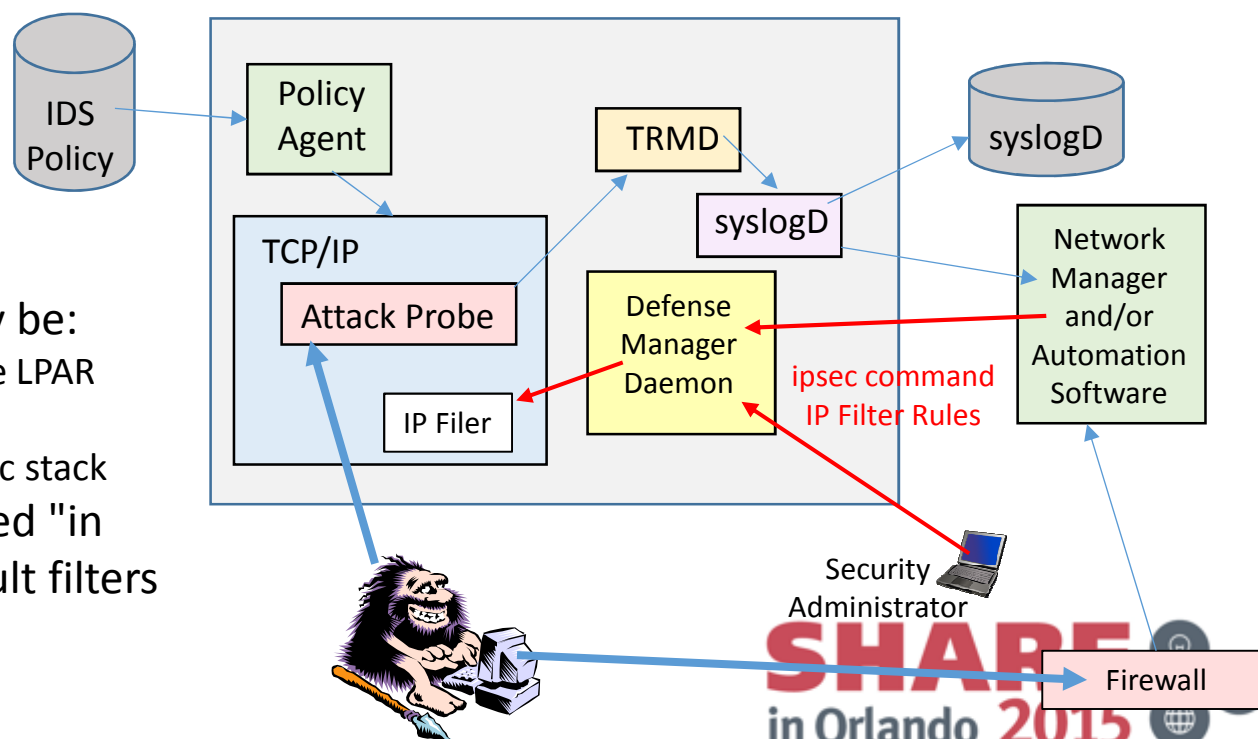 IDS
Policy
Policy
Agent
TRMD
syslogD
syslogD
TCP/IP
Attack Probe
IP Filer
Defense
Manager
Daemon
Network
Manager
and/or
Automation
Software
ipsec command
IP Filter Rules
be:
LPAR
stack
"in
filters
Security
Administrator
SHARE
in Orlando 2015
Firewall